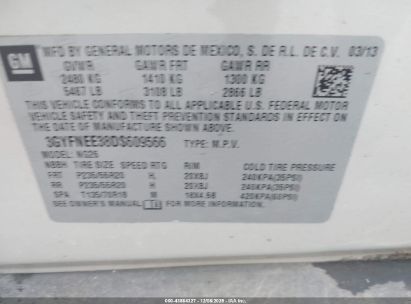 GM
MFD BY GENERAL MOTORS DE MEXICO, S. DE R.L. DE C.V. 03/13
GVWR GAWR FRT GAWR RR
2480 KG 1410 KG 1300 KG
5467 LB 3108 LB 2866 LB
THIS VEHICLE CONFORMS TO ALL APPLICABLE U.S. FEDERAL MOTOR
VEHICLE SAFETY AND THEFT PREVENTION STANDARDS IN EFFECT ON
THE DATE OF MANUFACTURE SHOWN ABOVE.
3GYFNEE38DS609566 TYPE: M.P.V.
MODEL: NG26
TIRE SIZE SPEED RTG RIM COLD TIRE PRESSURE
FRT P235/55R20 H 20X8J 240KPA(35PSI)
RR P235/55R20 H 20X8J 240KPA(35PSI)
SPA T135/70R18 M 18X4.5B 420KPA(60PSI)
SEE OWNER'S MANUAL FOR ADDITIONAL INFORMATION